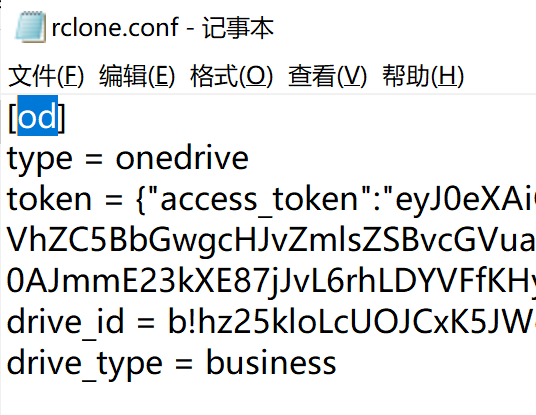 rclone.conf - 记事本
文件(F) 编辑(E) 格式(O) 查看(V) 帮助(H)
[od]
type = onedrive
token = {"access_token":"eyJ0eXAi
VhZC5BbGwgcHJvZmlsZSBvcGVua
0AJmmE23kXE87jJvL6rhLDYVFfKHy
drive_id = b!hz25kloLcUOJCxK5JW
drive_type = business